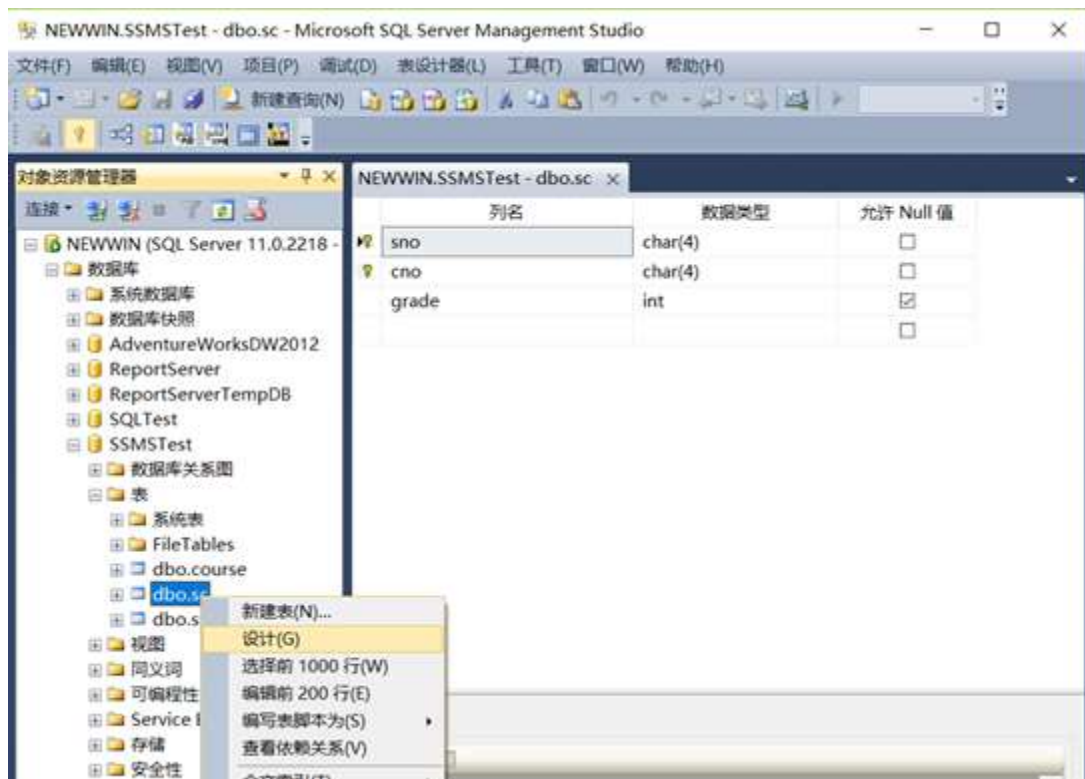 NEWWIN.SSMSTest - dbo.sc - Microsoft SQL Server Management Studio
文件(F) 编辑(E) 视图(V) 项目(P) 调试(D) 表设计器(L) 工具(T) 窗口(W) 帮助(H)
新建查询(N)
对象资源管理器
NEWWIN.SSMSTest - dbo.sc
连接
列名 数据类型 允许 Null 值
sno char(4)
cno char(4)
grade int
NEWWIN (SQL Server 11.0.2218 -
数据库
系统数据库
数据库快照
AdventureWorksDW2012
ReportServer
ReportServerTempDB
SQLTest
SSMSTest
数据库关系图
表
系统表
FileTables
dbo.course
dbo.sc
dbo.s
视图
同义词
可编程性
Service
存储
安全性
新建表(N)...
设计(G)
选择前 1000 行(W)
编辑前 200 行(E)
编写表脚本为(S)
查看依赖关系(V)